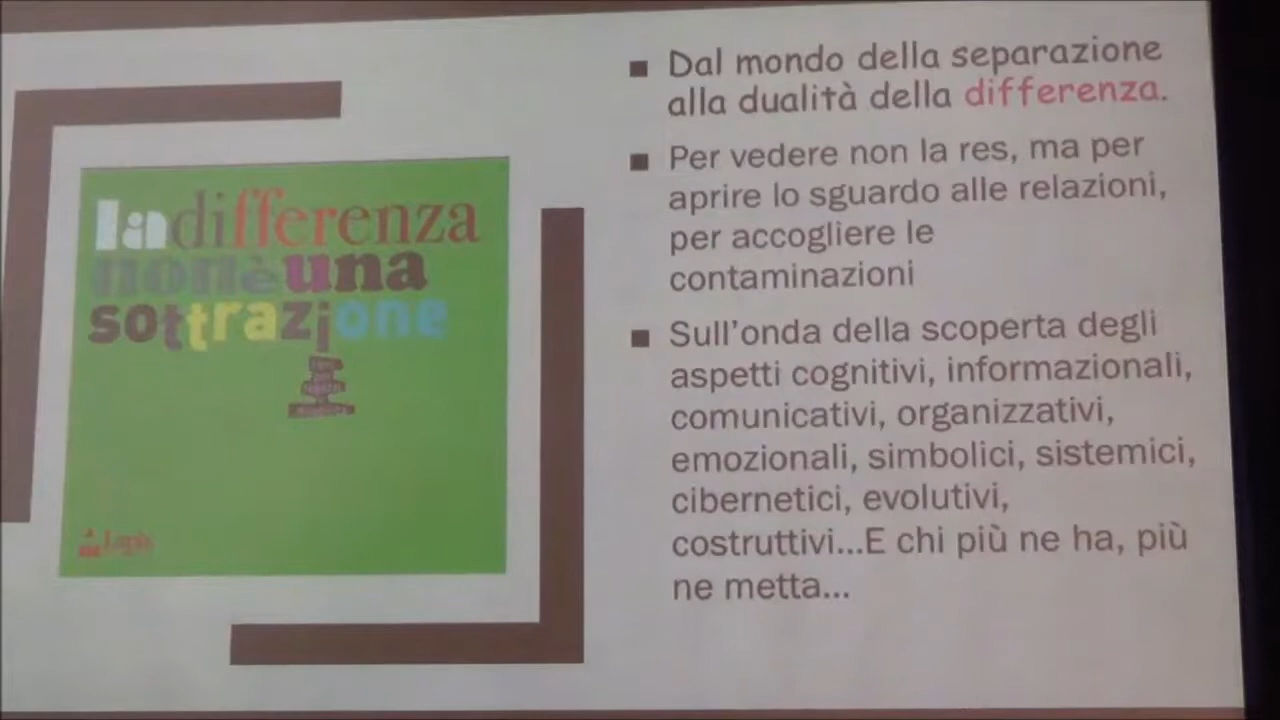 la differenza
non è una
sottrazione
Lapis
■ Dal mondo della separazione
alla dualità della differenza.
■ Per vedere non la res, ma per
aprire lo sguardo alle relazioni,
per accogliere le
contaminazioni
■ Sull'onda della scoperta degli
aspetti cognitivi, informazionali,
comunicativi, organizzativi,
emozionali, simbolici, sistemici,
cibernetici, evolutivi,
costruttivi...E chi più ne ha, più
ne metta...